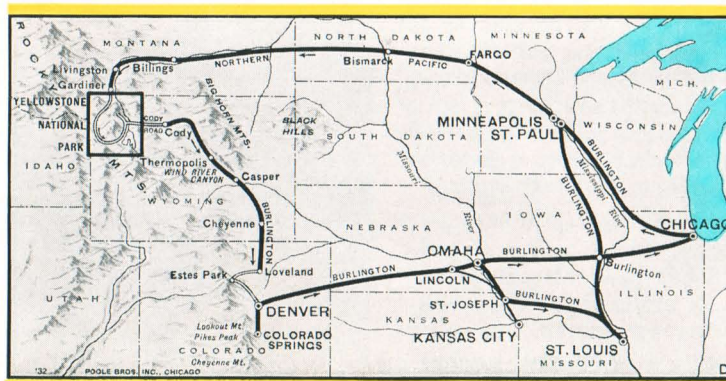 ROCKY
MTS
MONTANA
NORTH DAKOTA
MINNESOTA
NORTHERN
PACIFIC
Bismarck
FARGO
Livingston
Billings
Gardiner
MICH.
YELLOWSTONE
NATIONAL
PARK
CODY
ROAD
Cody
BIG HORN MTS.
BLACK
HILLS
MINNEAPOLIS
ST. PAUL
WISCONSIN
SOUTH DAKOTA
IDAHO
Thermopolis
WIND RIVER
CANYON
Casper
WYOMING
Missouri
River
BURLINGTON
BURLINGTON
Mississippi
River
Cheyenne
BURLINGTON
NEBRASKA
IOWA
CHICAGO
OMAHA
BURLINGTON
Burlington
Estes Park
Loveland
BURLINGTON
LINCOLN
UTAH
ILLINOIS
DENVER
ST. JOSEPH
BURLINGTON
Lookout Mt.
Pikes Peak
COLORADO
SPRINGS
KANSAS
KANSAS CITY
ST. LOUIS
MISSOURI
COLORADO
Cheyenne Mt.
'32
POOLE BROS. INC., CHICAGO